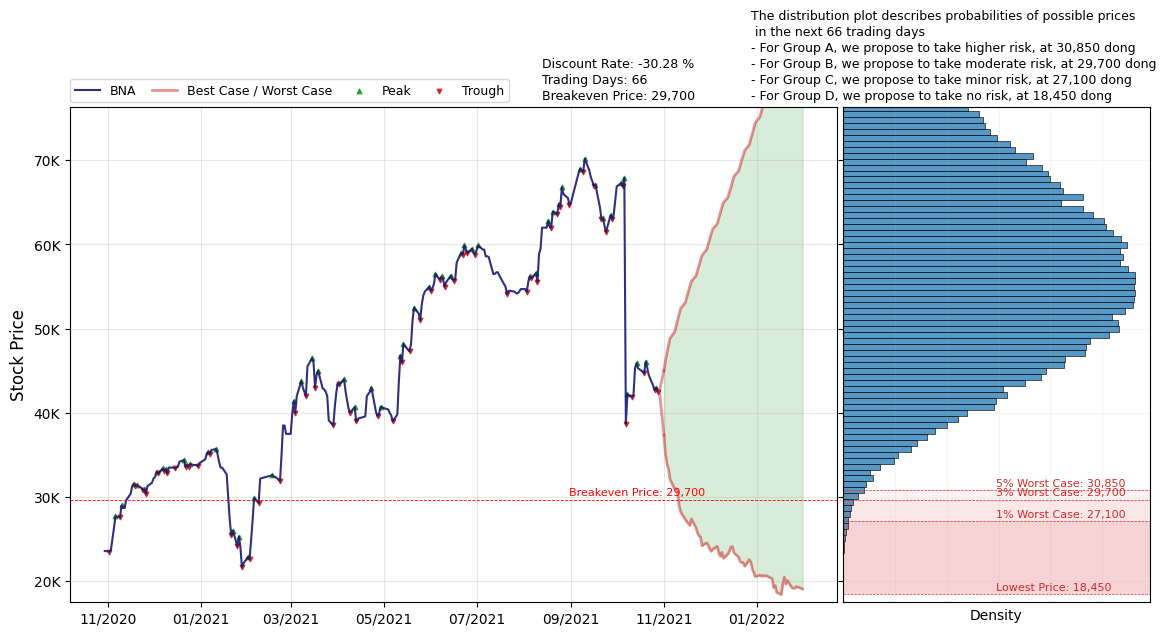 The distribution plot describes probabilities of possible prices
in the next 66 trading days
- For Group A, we propose to take higher risk, at 30,850 dong
- For Group B, we propose to take moderate risk, at 29,700 dong
- For Group C, we propose to take minor risk, at 27,100 dong
- For Group D, we propose to take no risk, at 18,450 dong
Discount Rate: -30.28 %
Trading Days: 66
Breakeven Price: 29,700
BNA
Best Case / Worst Case
Peak
Trough
Stock Price
70K
60K
50K
40K
30K
20K
Breakeven Price: 29,700
5% Worst Case: 30,850
3% Worst Case: 29,700
1% Worst Case: 27,100
Lowest Price: 18,450
11/2020
01/2021
03/2021
05/2021
07/2021
09/2021
11/2021
01/2022
Density